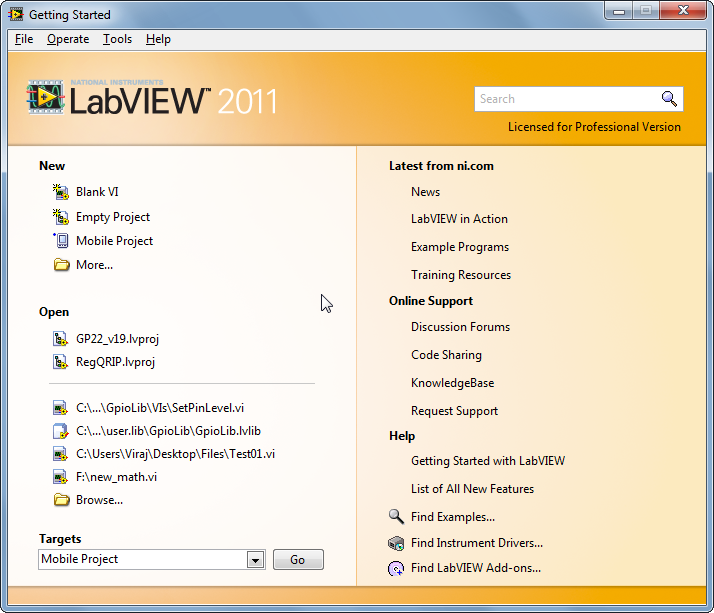 Getting Started
File Operate Tools Help
NATIONAL INSTRUMENTS
LabVIEW™ 2011
Search
Licensed for Professional Version
New
Blank VI
Empty Project
Mobile Project
More...
Open
GP22_v19.lvproj
RegQRIP.lvproj
C:\...\GpioLib\VIs\SetPinLevel.vi
C:\...\user.lib\GpioLib\GpioLib.lvlib
C:\Users\Viraj\Desktop\Files\Test01.vi
F:\new_math.vi
Browse...
Targets
Mobile Project
Go
Latest from ni.com
News
LabVIEW in Action
Example Programs
Training Resources
Online Support
Discussion Forums
Code Sharing
KnowledgeBase
Request Support
Help
Getting Started with LabVIEW
List of All New Features
Find Examples...
Find Instrument Drivers...
Find LabVIEW Add-ons...